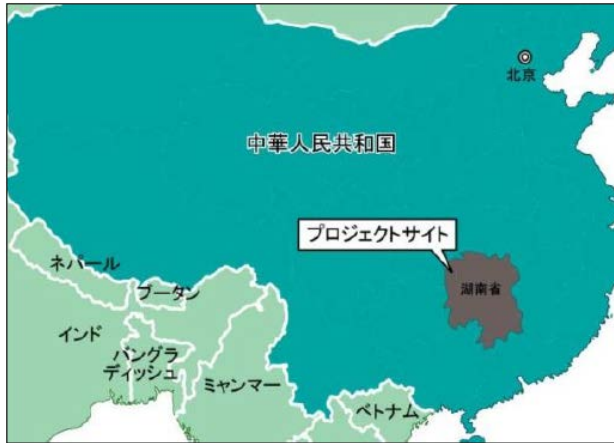 北京
中華人民共和国
プロジェクトサイト
湖南省
ネパール
ブータン
インド
バングラ
ディッシュ
ミャンマー
ベトナム